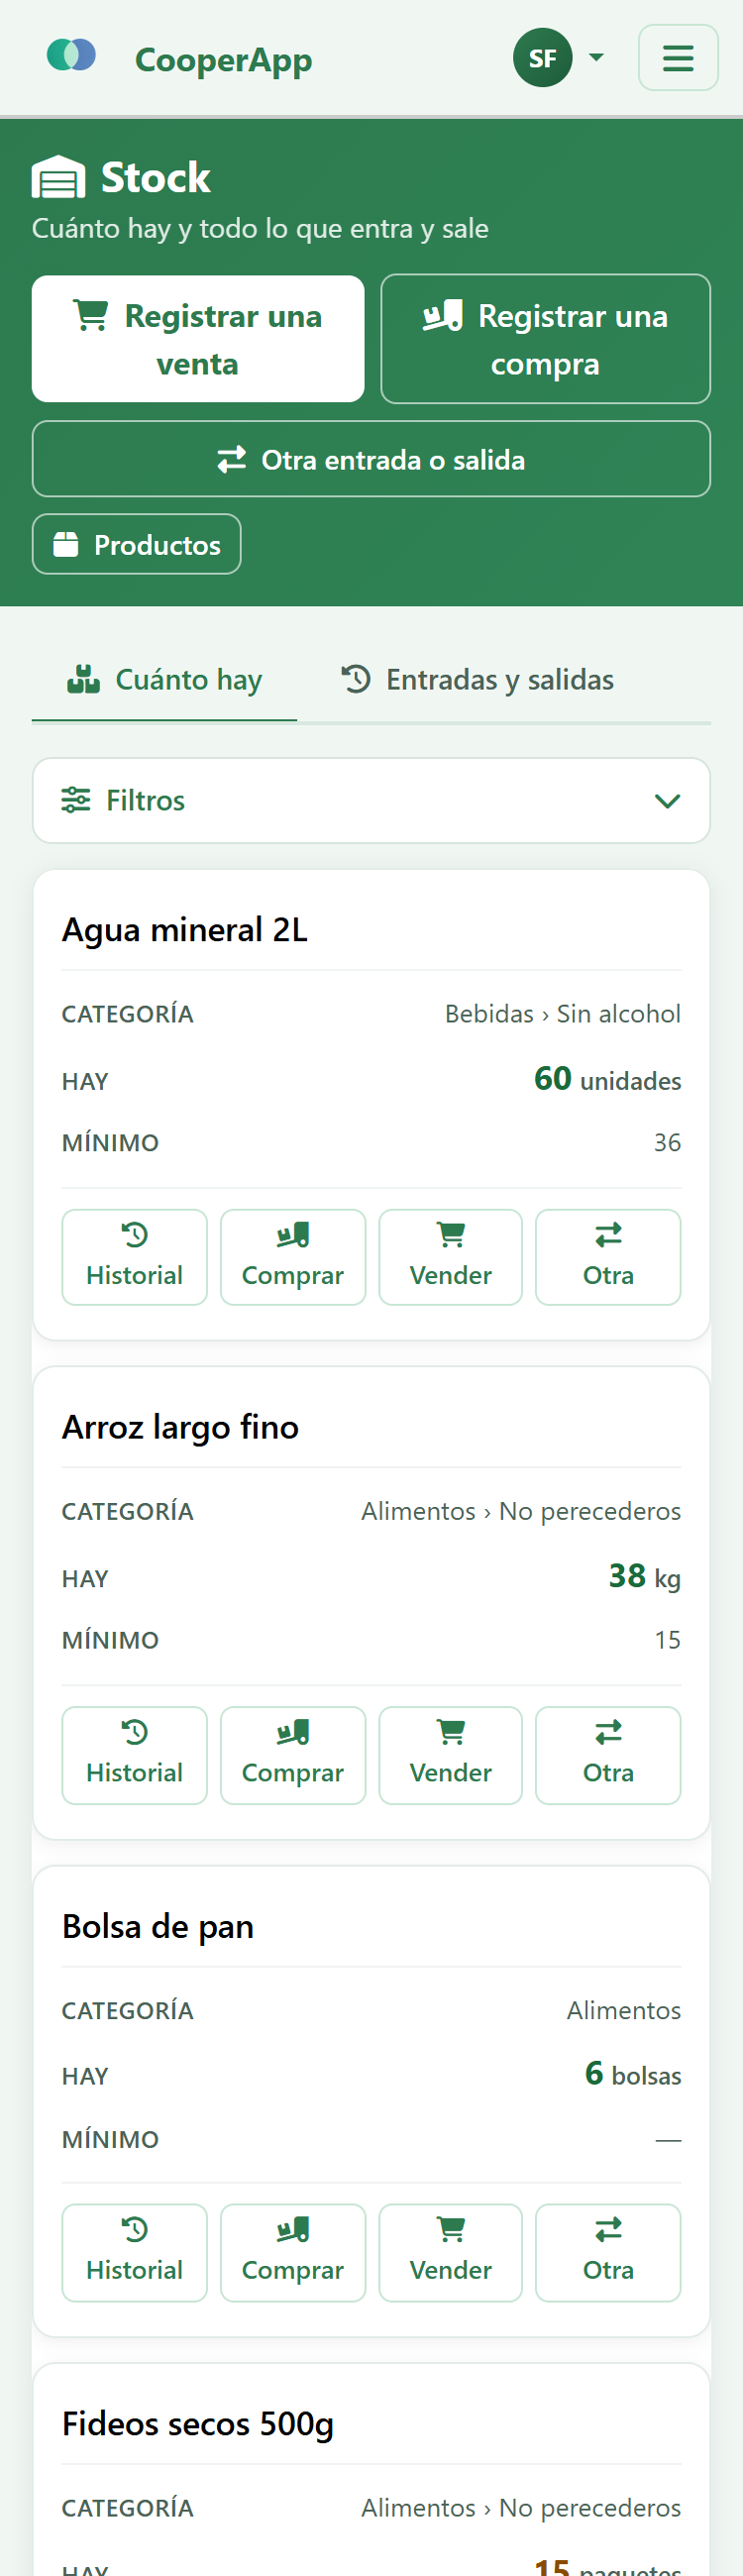 CooperApp
SF
Stock
Cuánto hay y todo lo que entra y sale
Registrar una
venta
Registrar una
compra
Otra entrada o salida
Productos
Cuánto hay
Entradas y salidas
Filtros
Agua mineral 2L
CATEGORÍA
Bebidas › Sin alcohol
HAY
60 unidades
MÍNIMO
36
Historial
Comprar
Vender
Otra
Arroz largo fino
CATEGORÍA
Alimentos › No perecederos
HAY
38 kg
MÍNIMO
15
Historial
Comprar
Vender
Otra
Bolsa de pan
CATEGORÍA
Alimentos
HAY
6 bolsas
MÍNIMO
—
Historial
Comprar
Vender
Otra
Fideos secos 500g
CATEGORÍA
Alimentos › No perecederos
HAY
15 paquetes